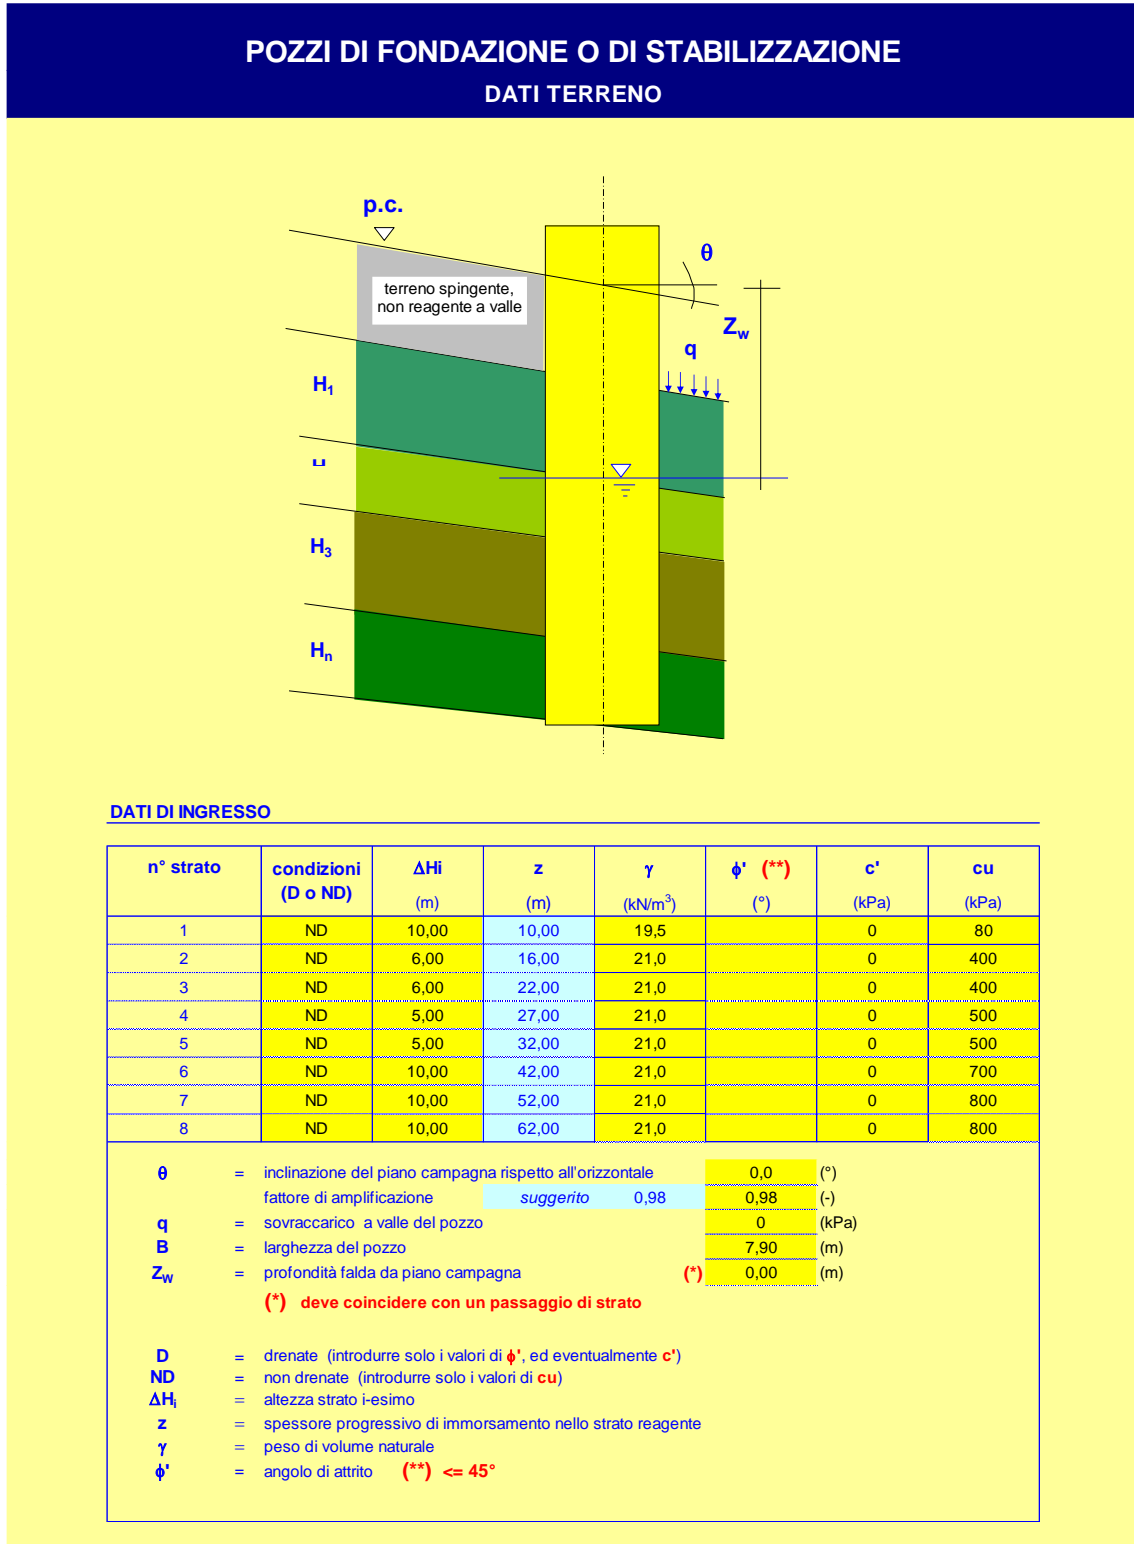 POZZI DI FONDAZIONE O DI STABILIZZAZIONE
DATI TERRENO
p.c.
θ
terreno spingente,
non reagente a valle
Zw
q
H1
H3
Hn
DATI DI INGRESSO
n° strato condizioni (D o ND) ΔHi (m) z (m) γ (kN/m³) ϕ' (**) (°) c' (kPa) cu (kPa)
1 ND 10,00 10,00 19,5 0 80
2 ND 6,00 16,00 21,0 0 400
3 ND 6,00 22,00 21,0 0 400
4 ND 5,00 27,00 21,0 0 500
5 ND 5,00 32,00 21,0 0 500
6 ND 10,00 42,00 21,0 0 700
7 ND 10,00 52,00 21,0 0 800
8 ND 10,00 62,00 21,0 0 800
θ = inclinazione del piano campagna rispetto all'orizzontale 0,0 (°)
fattore di amplificazione suggerito 0,98 0,98 (-)
q = sovraccarico a valle del pozzo 0 (kPa)
B = larghezza del pozzo 7,90 (m)
ZW = profondità falda da piano campagna (*) 0,00 (m)
(*) deve coincidere con un passaggio di strato
D = drenate (introdurre solo i valori di ϕ', ed eventualmente c')
ND = non drenate (introdurre solo i valori di cu)
ΔHi = altezza strato i-esimo
z = spessore progressivo di immorsamento nello strato reagente
γ = peso di volume naturale
ϕ' = angolo di attrito (**) <= 45°